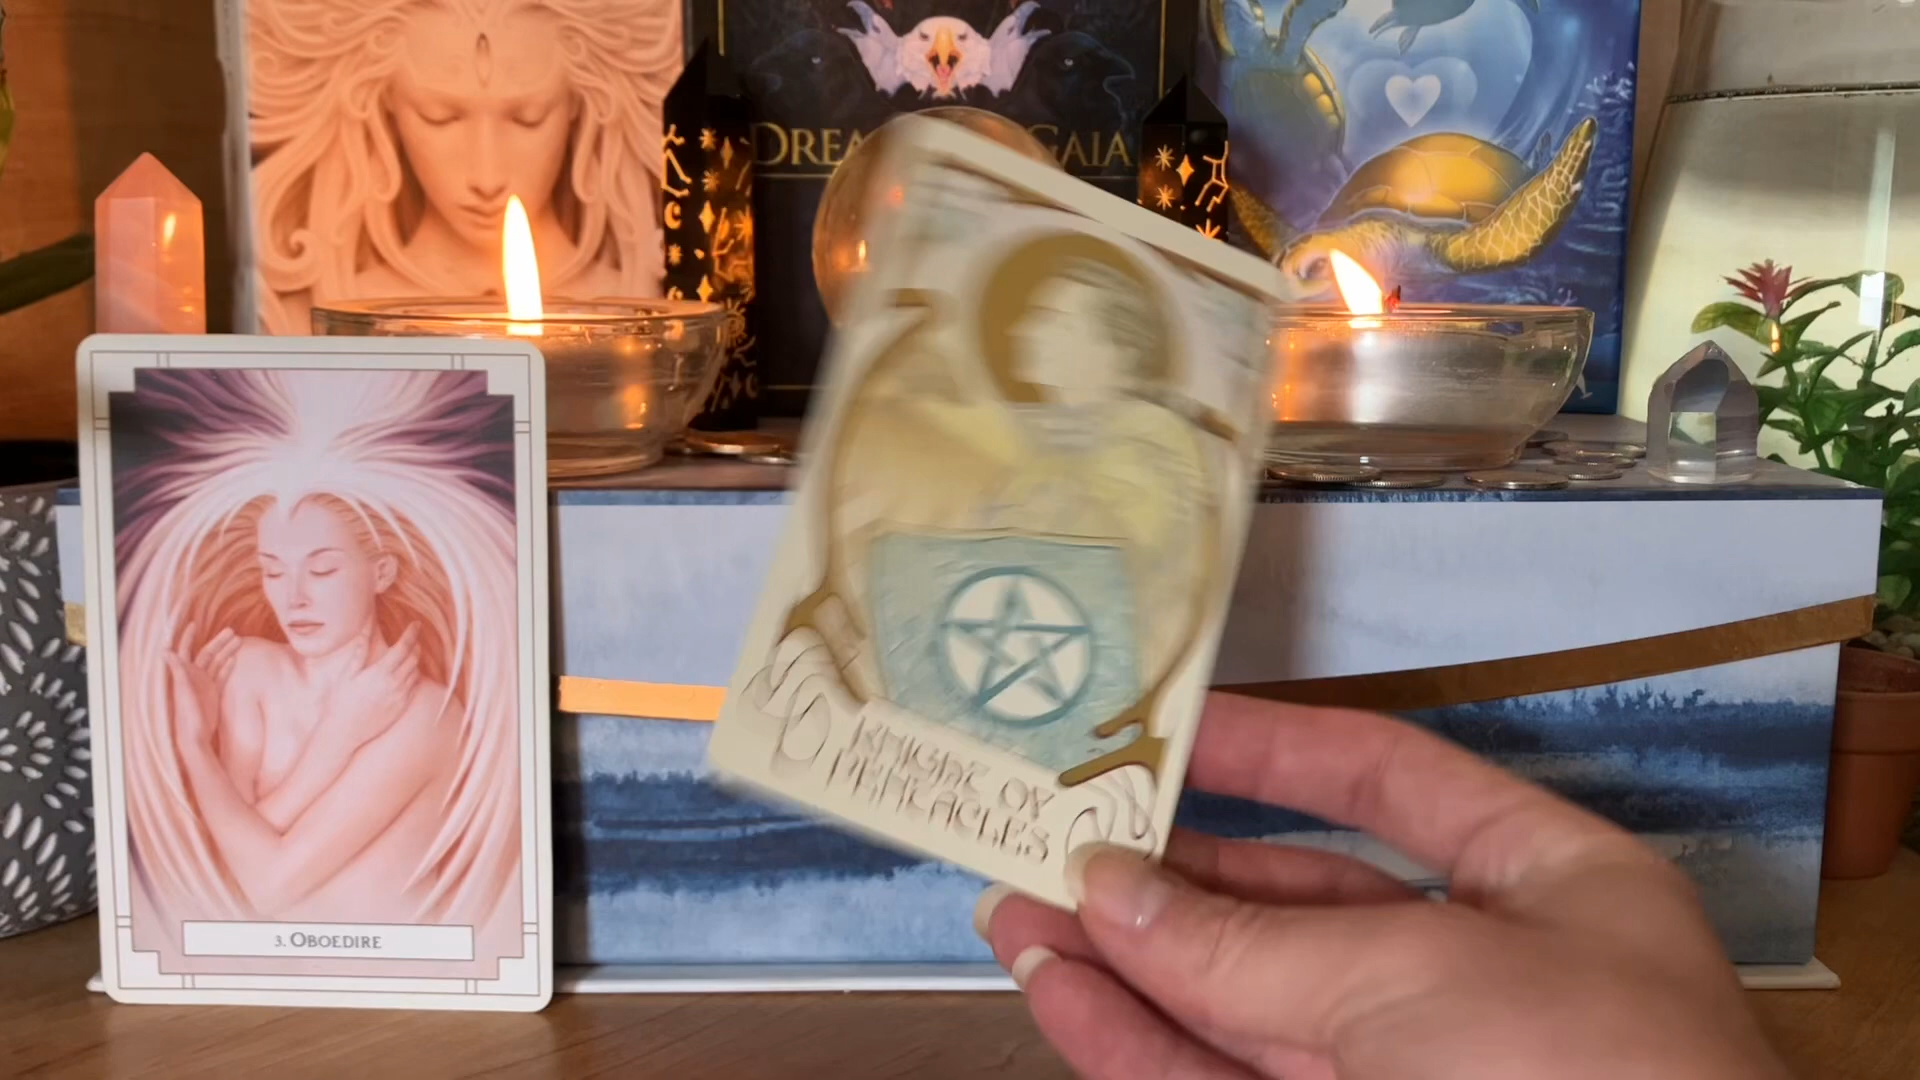 DREA GAIA
KNIGHT OF
PENTACLES
3. OBOEDIRE